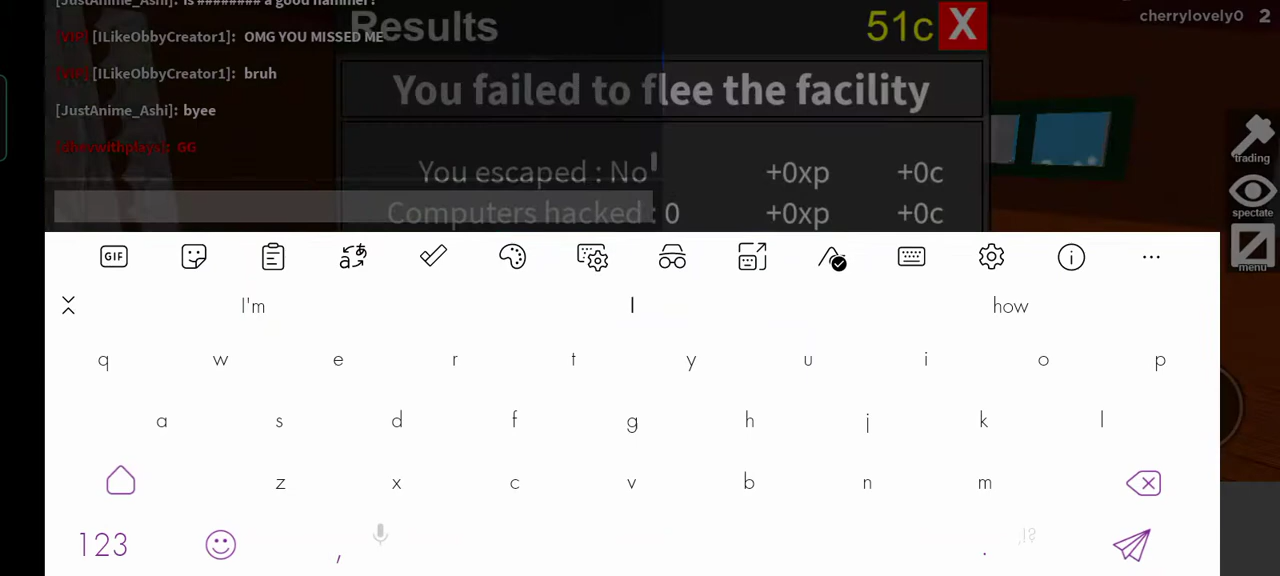 [JustAnime_Ashi]: Is ######## a good hammer?
[VIP] [ILikeObbyCreator1]: OMG YOU MISSED ME
[VIP] [ILikeObbyCreator1]: bruh
[JustAnime_Ashi]: byee
GG
Results
51c X
You failed to flee the facility
You escaped : No +0xp +0c
Computers hacked : 0 +0xp +0c
cherrylovely0 2
trading
spectate
menu
GIF
I'm I how
q w e r t y u i o p
a s d f g h j k l
z x c v b n m
123 , . ,!?